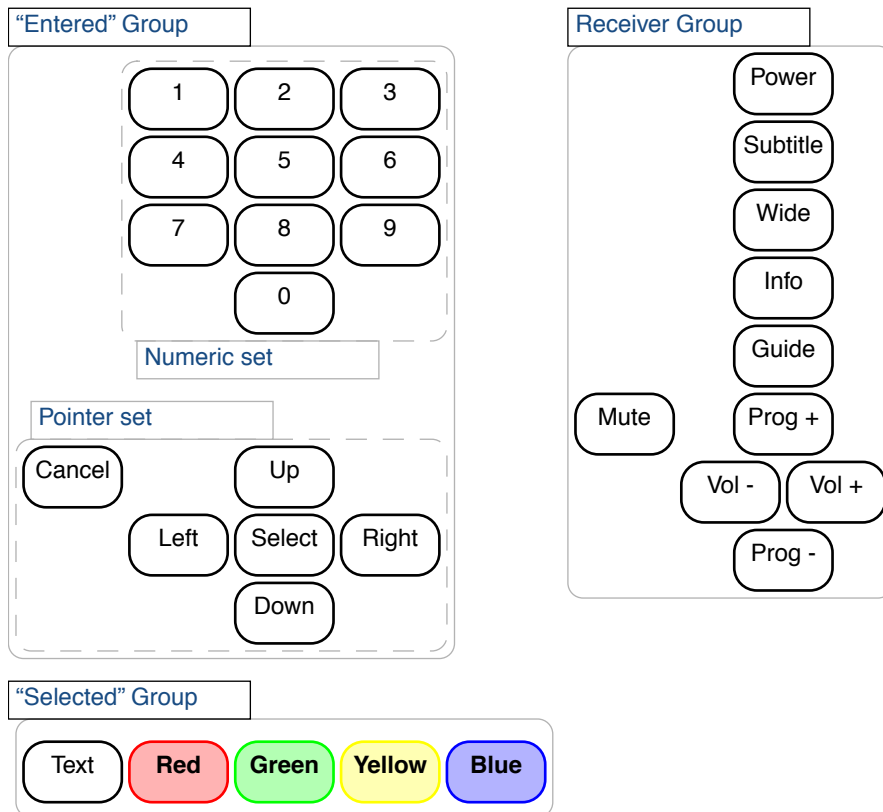 “Entered” Group
1 2 3
4 5 6
7 8 9
0
Numeric set
Pointer set
Cancel Up
Left Select Right
Down
Receiver Group
Power
Subtitle
Wide
Info
Guide
Mute Prog +
Vol - Vol +
Prog -
“Selected” Group
Text Red Green Yellow Blue